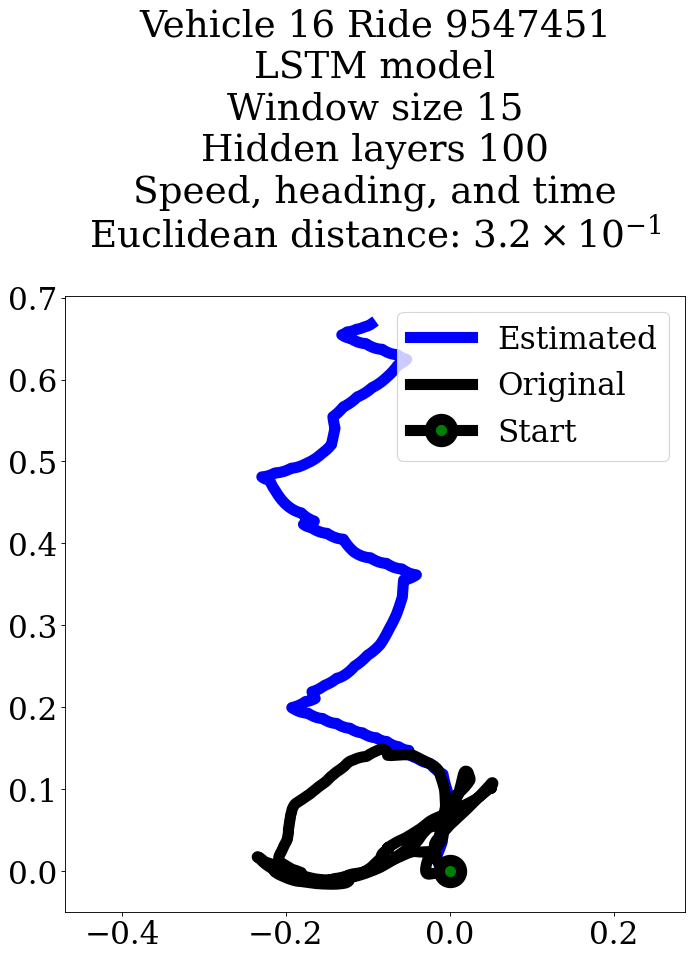 Vehicle 16 Ride 9547451
LSTM model
Window size 15
Hidden layers 100
Speed, heading, and time
Euclidean distance: 3.2 × 10⁻¹
0.7
0.6
0.5
0.4
0.3
0.2
0.1
0.0
Estimated
Original
Start
−0.4
−0.2
0.0
0.2